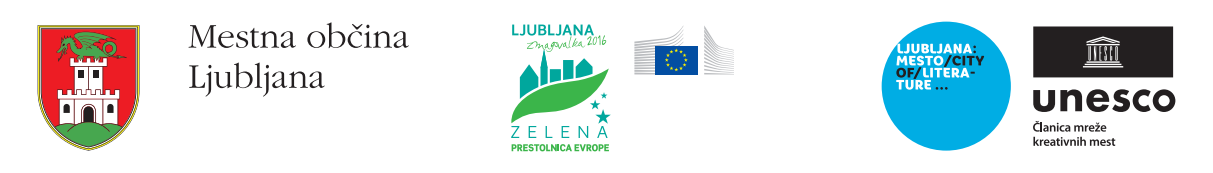 Mestna občina
Ljubljana
LJUBLJANA
zmagovalka 2016
ZELENA
PRESTOLNICA EVROPE
LJUBLJANA:
MESTO/CITY
OF/LITERA-
TURE ...
UNESCO
unesco
Članica mreže
kreativnih mest